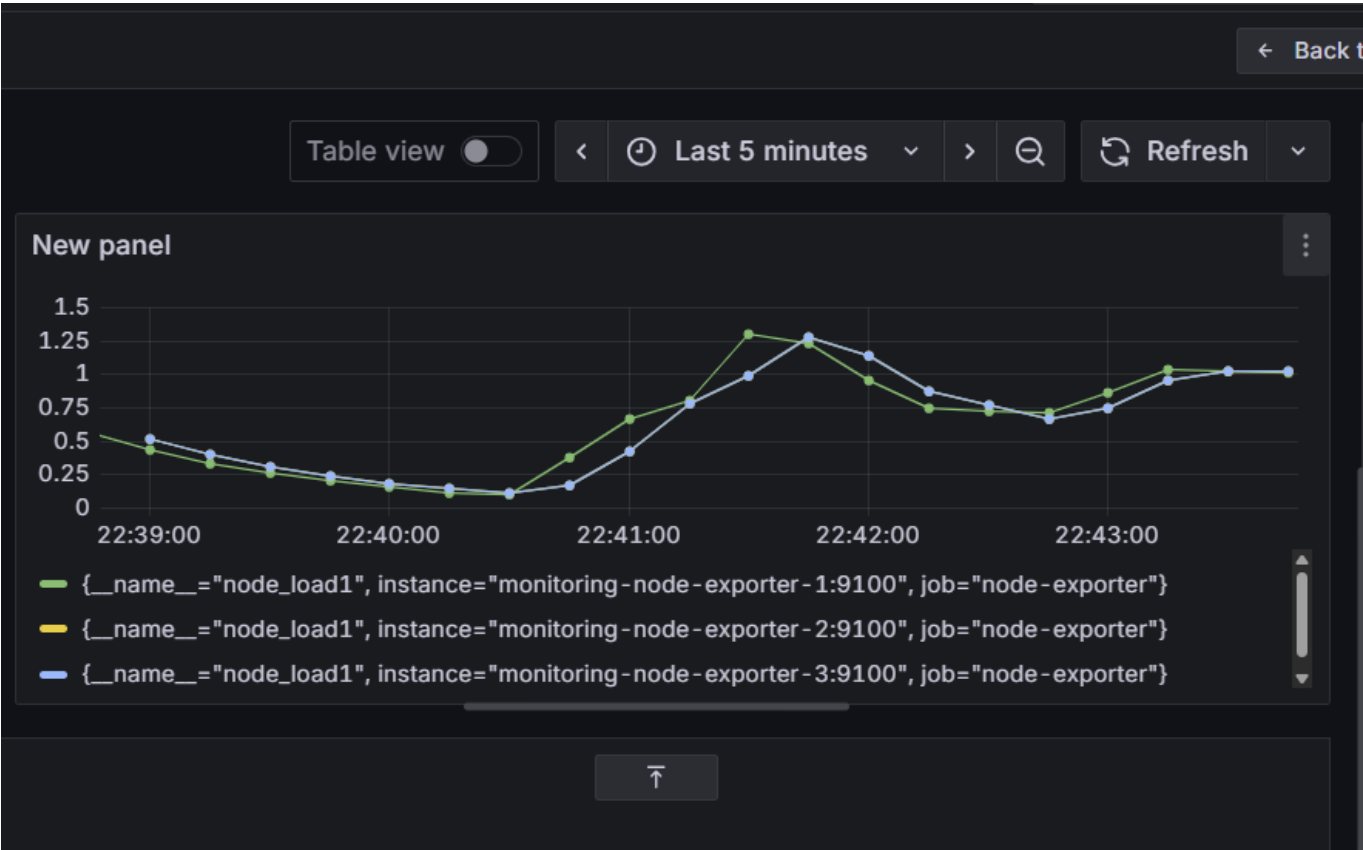 ← Back t
Table view
Last 5 minutes
Refresh
New panel
1.5
1.25
1
0.75
0.5
0.25
0
22:39:00 22:40:00 22:41:00 22:42:00 22:43:00
{__name__="node_load1", instance="monitoring-node-exporter-1:9100", job="node-exporter"}
{__name__="node_load1", instance="monitoring-node-exporter-2:9100", job="node-exporter"}
{__name__="node_load1", instance="monitoring-node-exporter-3:9100", job="node-exporter"}